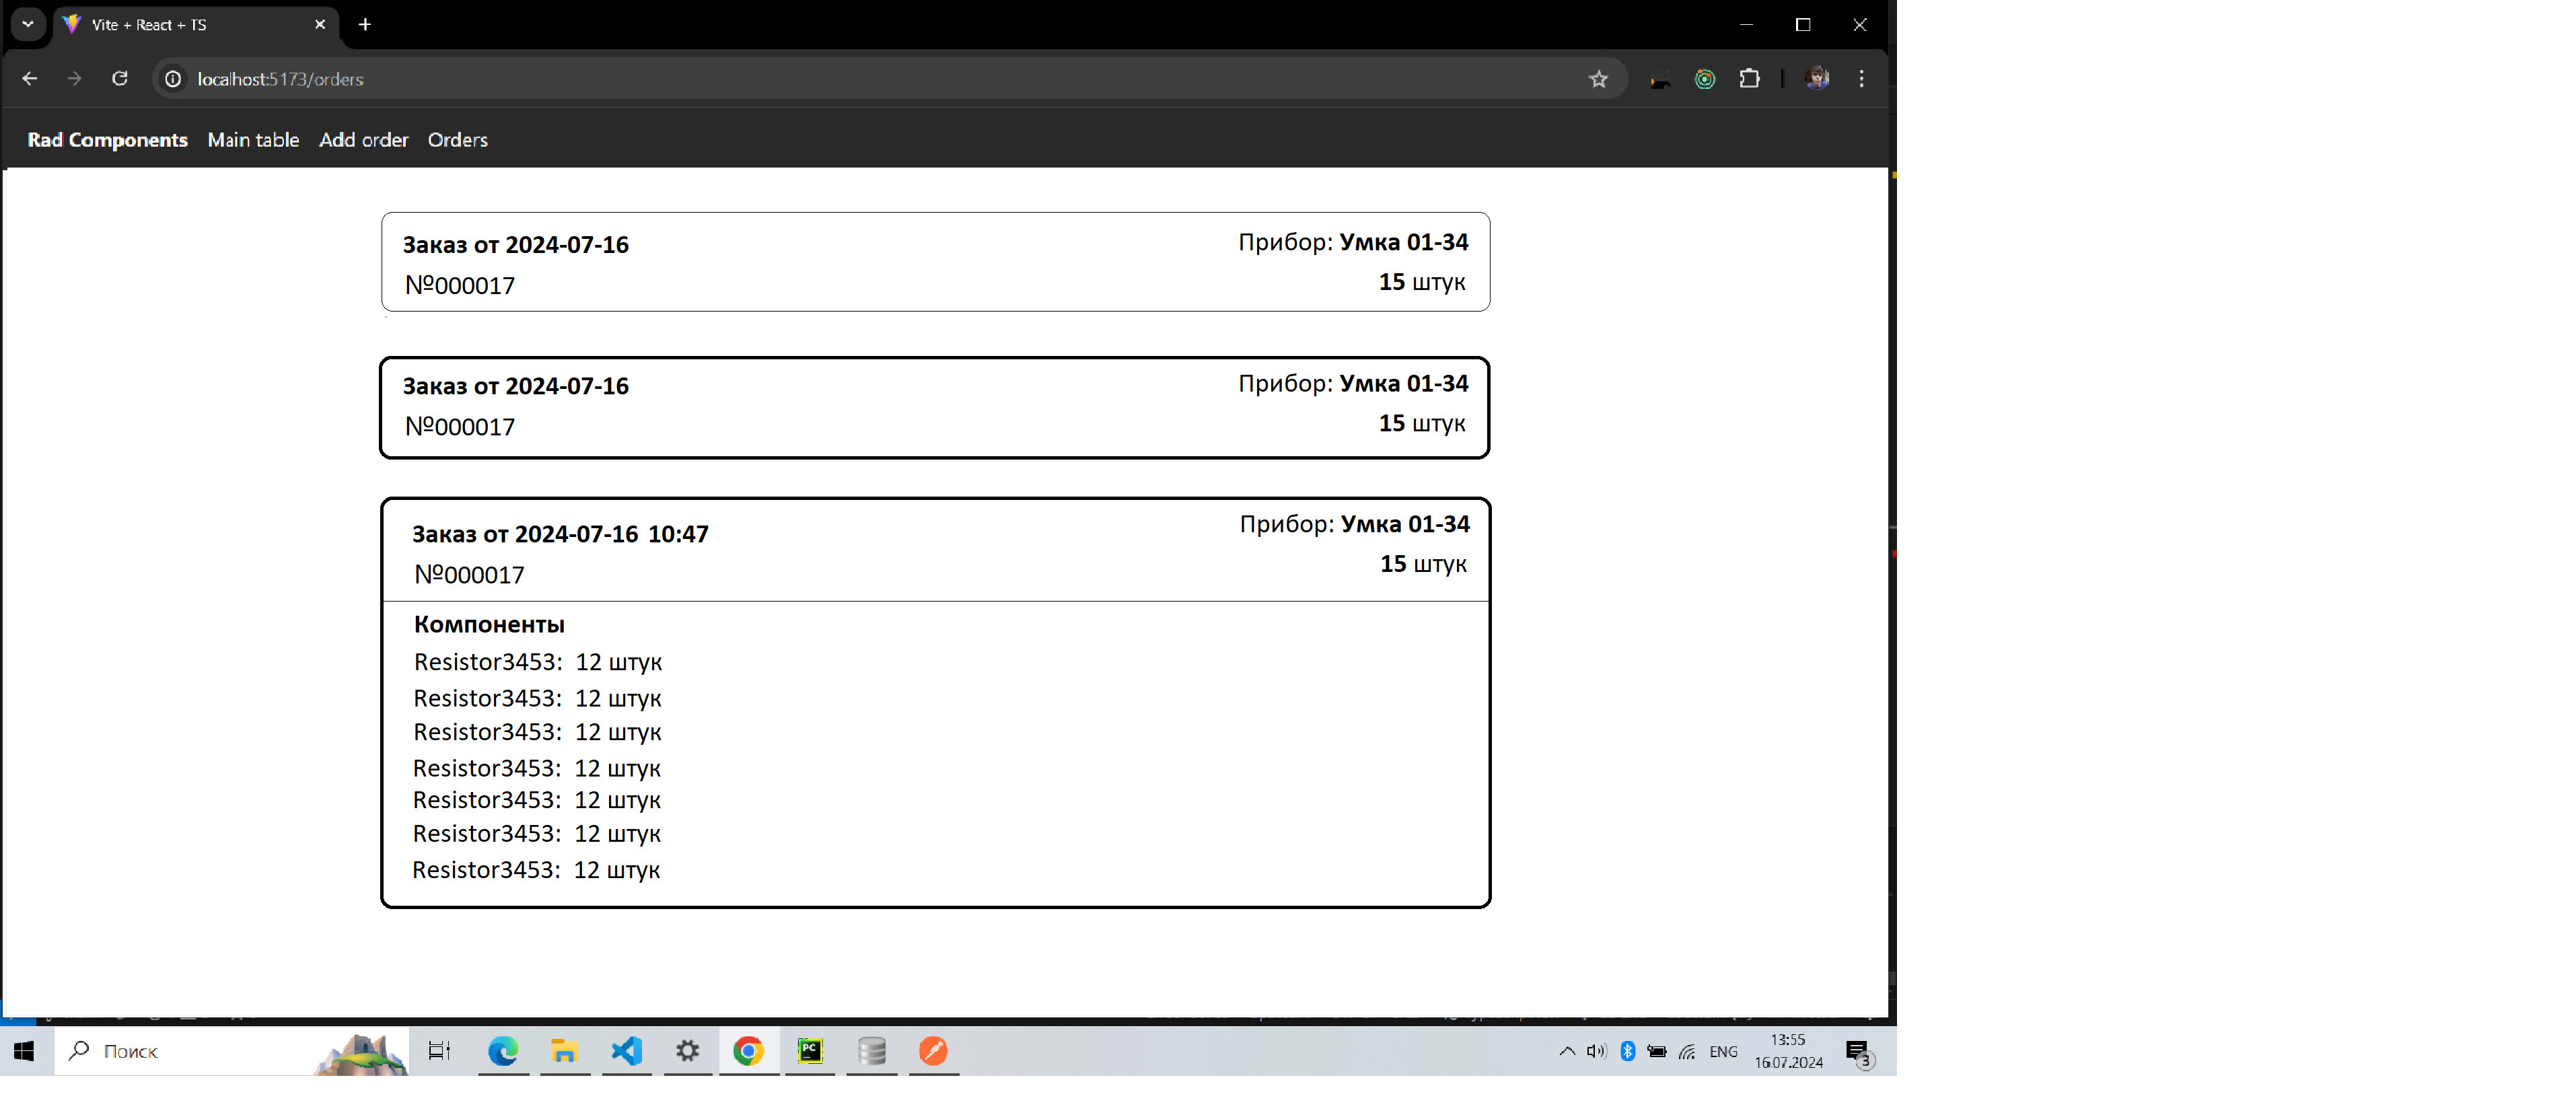 Vite + React + TS
localhost:5173/orders
Rad Components Main table Add order Orders
Заказ от 2024-07-16 Прибор: Умка 01-34
№000017 15 штук
Заказ от 2024-07-16 Прибор: Умка 01-34
№000017 15 штук
Заказ от 2024-07-16 10:47 Прибор: Умка 01-34
№000017 15 штук
Компоненты
Resistor3453: 12 штук
Resistor3453: 12 штук
Resistor3453: 12 штук
Resistor3453: 12 штук
Resistor3453: 12 штук
Resistor3453: 12 штук
Resistor3453: 12 штук
Поиск
PC
ENG
13:55
16.07.2024
3